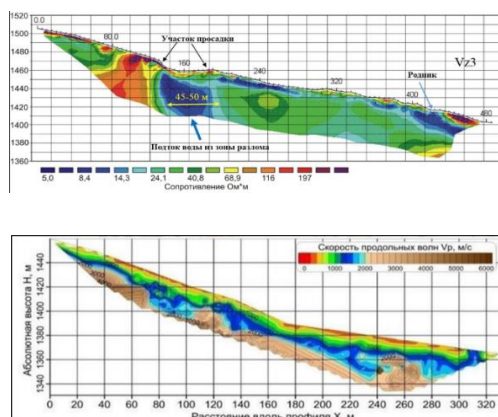 1520
1500
1480
1460
1440
1420
1400
1380
1360
0.0
80.0
Участок просадки
160
240
320
400
480
Vz3
Родник
45-50 м
Подток воды из зоны разлома
5,0 8,4 14,3 24,1 40,8 68,9 116 197
Сопротивление Ом*м
Скорость продольных волн Vp, м/с
0 1000 2000 3000 4000 5000 6000
Абсолютная высота H, м
1440
1420
1400
1380
1360
1340
0 20 40 60 80 100 120 140 160 180 200 220 240 260 280 300 320
Расстояние вдоль профиля X, м